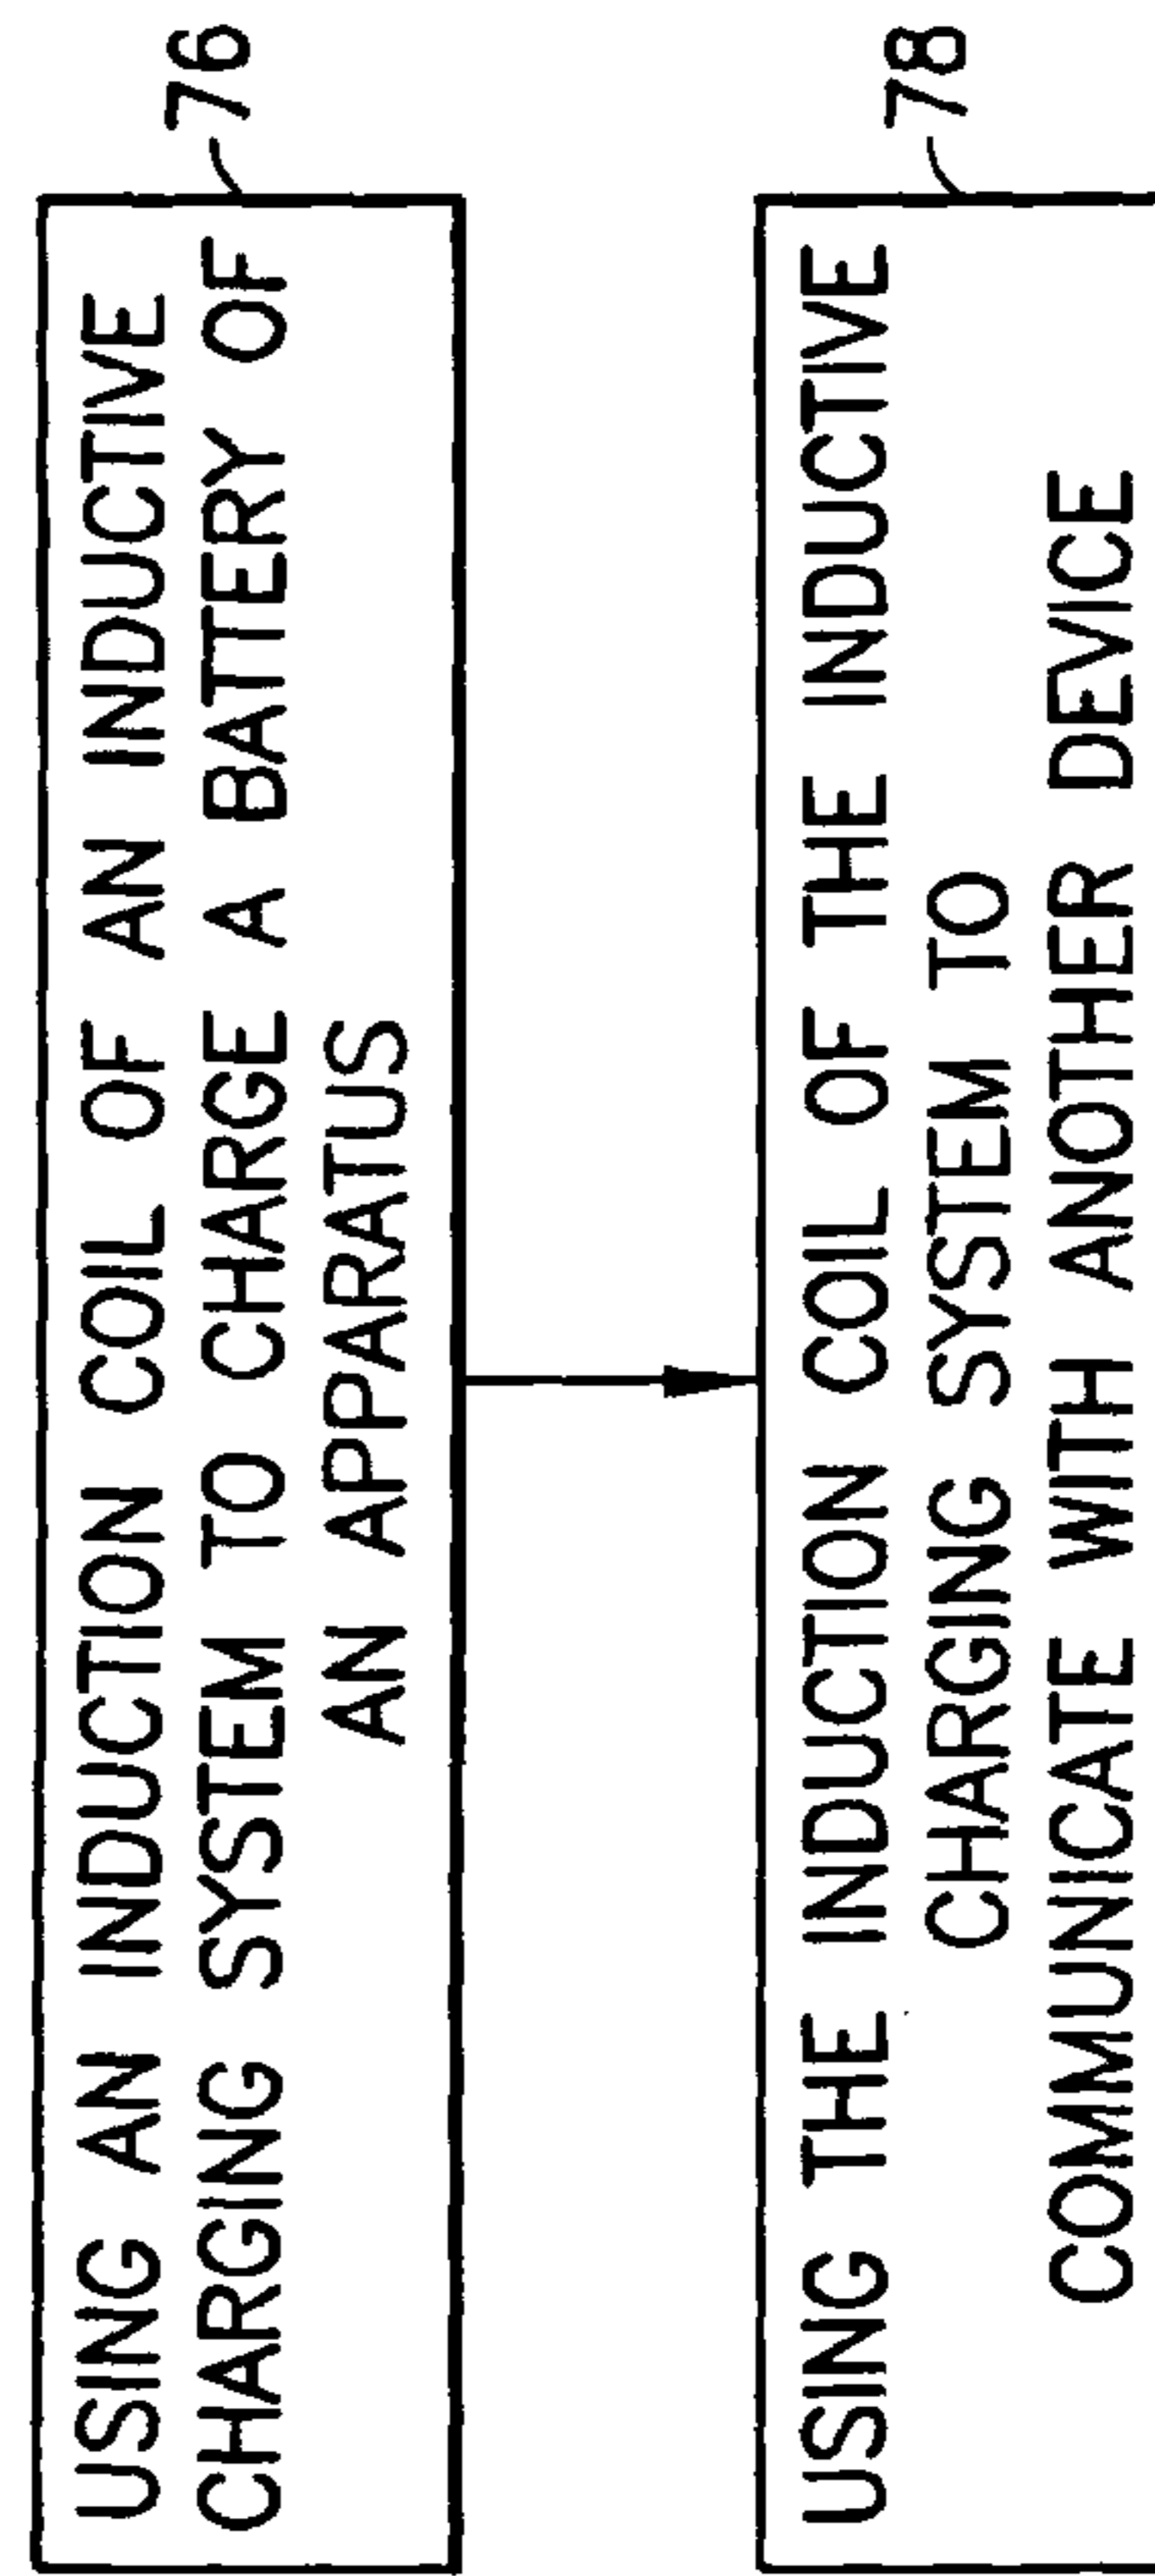 USING AN INDUCTION COIL OF AN INDUCTIVE
CHARGING SYSTEM TO CHARGE A BATTERY OF
AN APPARATUS
76
USING THE INDUCTION COIL OF THE INDUCTIVE
CHARGING SYSTEM TO
COMMUNICATE WITH ANOTHER DEVICE
78